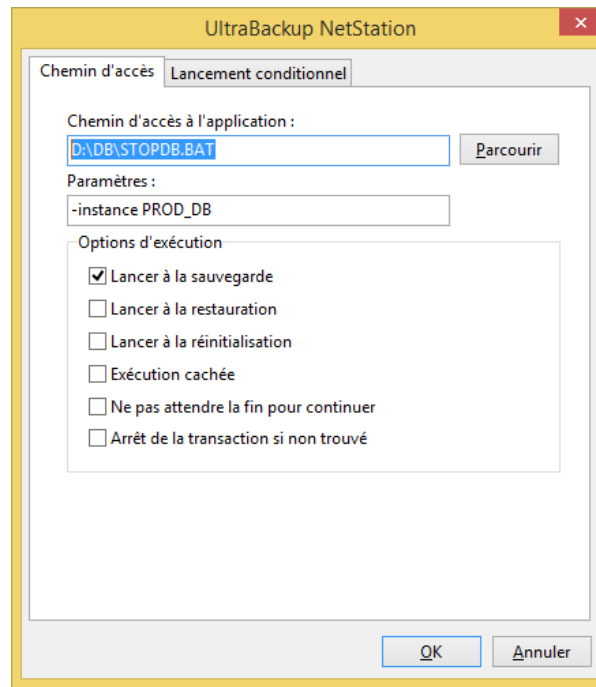 UltraBackup NetStation
Chemin d'accès
Lancement conditionnel
Chemin d'accès à l'application :
D:\DB\STOPDB.BAT
Parcourir
Paramètres :
-instance PROD_DB
Options d'exécution
Lancer à la sauvegarde
Lancer à la restauration
Lancer à la réinitialisation
Exécution cachée
Ne pas attendre la fin pour continuer
Arrêt de la transaction si non trouvé
OK
Annuler